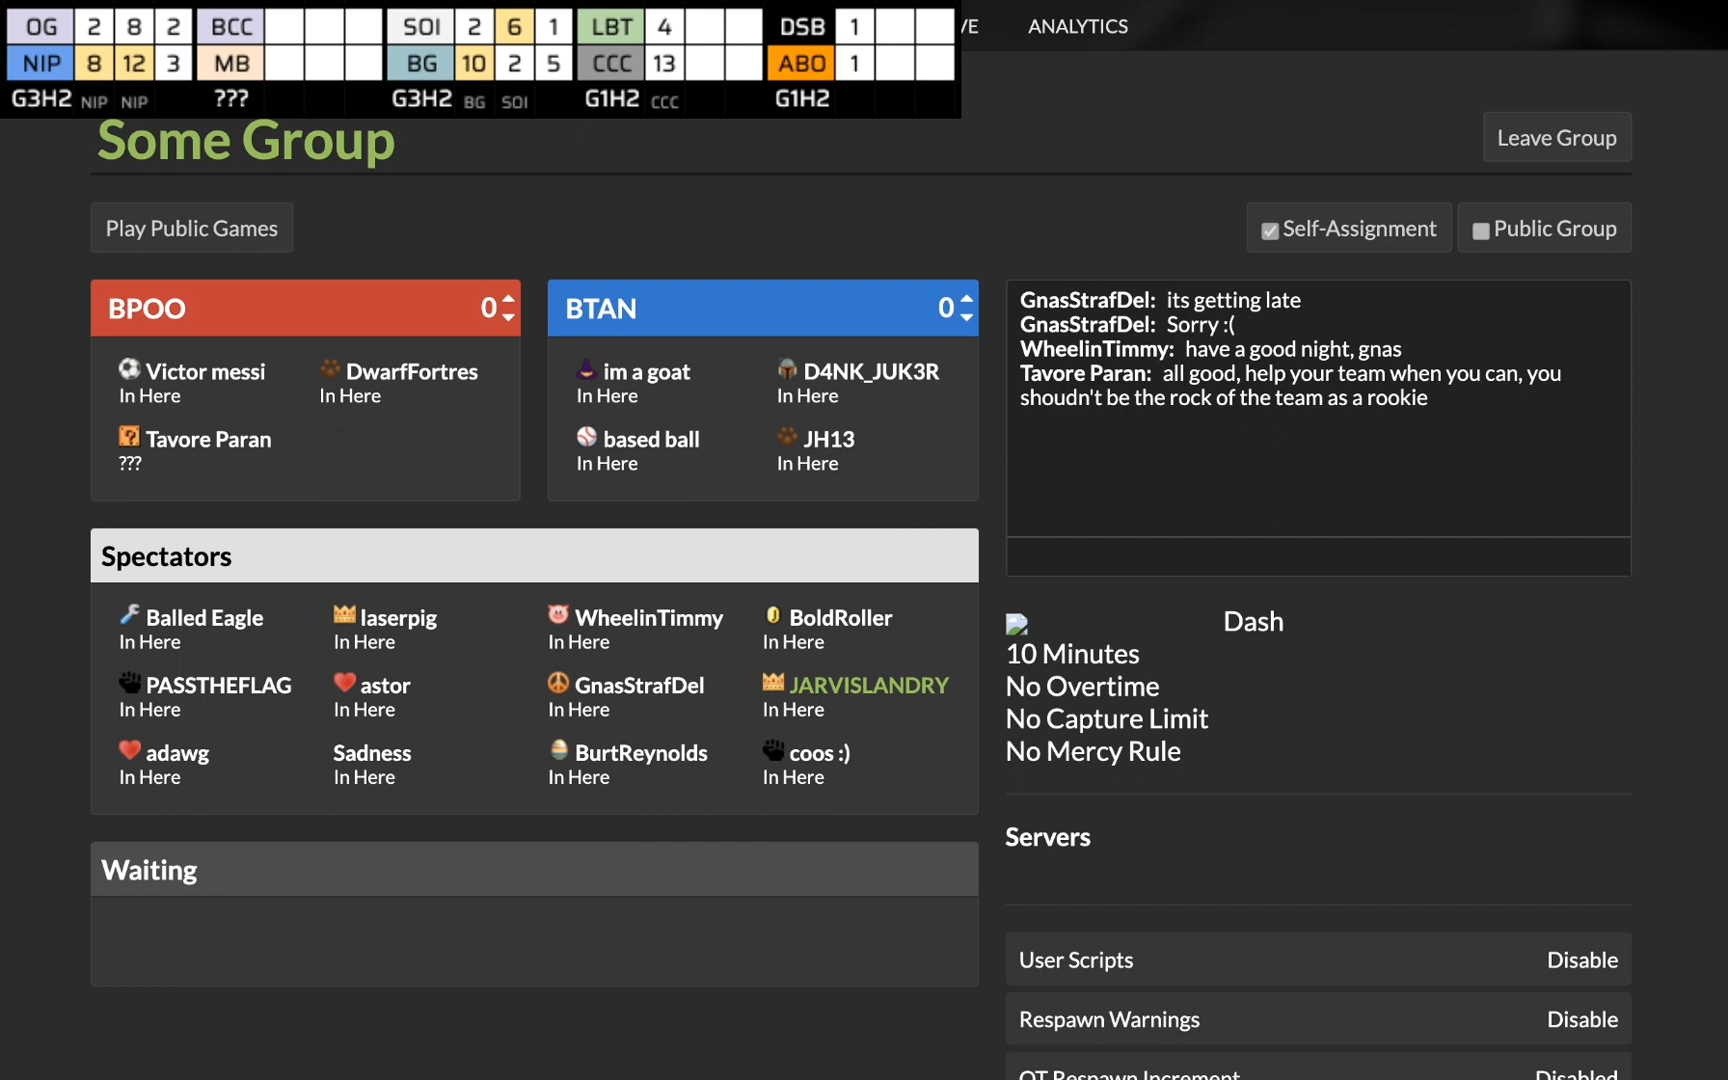 OG 2 8 2 BCC SOI 2 6 1 LBT 4 DSB 1
NIP 8 12 3 MB BG 10 2 5 CCC 13 ABO 1
G3H2 NIP NIP ??? G3H2 BG SOI G1H2 CCC G1H2
VE ANALYTICS
Some Group
Leave Group
Play Public Games
Self-Assignment
Public Group
BPOO 0
BTAN 0
Victor messi DwarfFortres
In Here In Here
Tavore Paran
???
im a goat D4NK_JUK3R
In Here In Here
based ball JH13
In Here In Here
GnasStrafDel: its getting late
GnasStrafDel: Sorry :(
WheelinTimmy: have a good night, gnas
Tavore Paran: all good, help your team when you can, you
shoudn't be the rock of the team as a rookie
Spectators
Balled Eagle laserpig WheelinTimmy BoldRoller
In Here In Here In Here In Here
PASSTHEFLAG astor GnasStrafDel JARVISLANDRY
In Here In Here In Here In Here
adawg Sadness BurtReynolds coos :)
In Here In Here In Here In Here
Waiting
Dash
10 Minutes
No Overtime
No Capture Limit
No Mercy Rule
Servers
User Scripts Disable
Respawn Warnings Disable
OT Respawn Increment Disabled